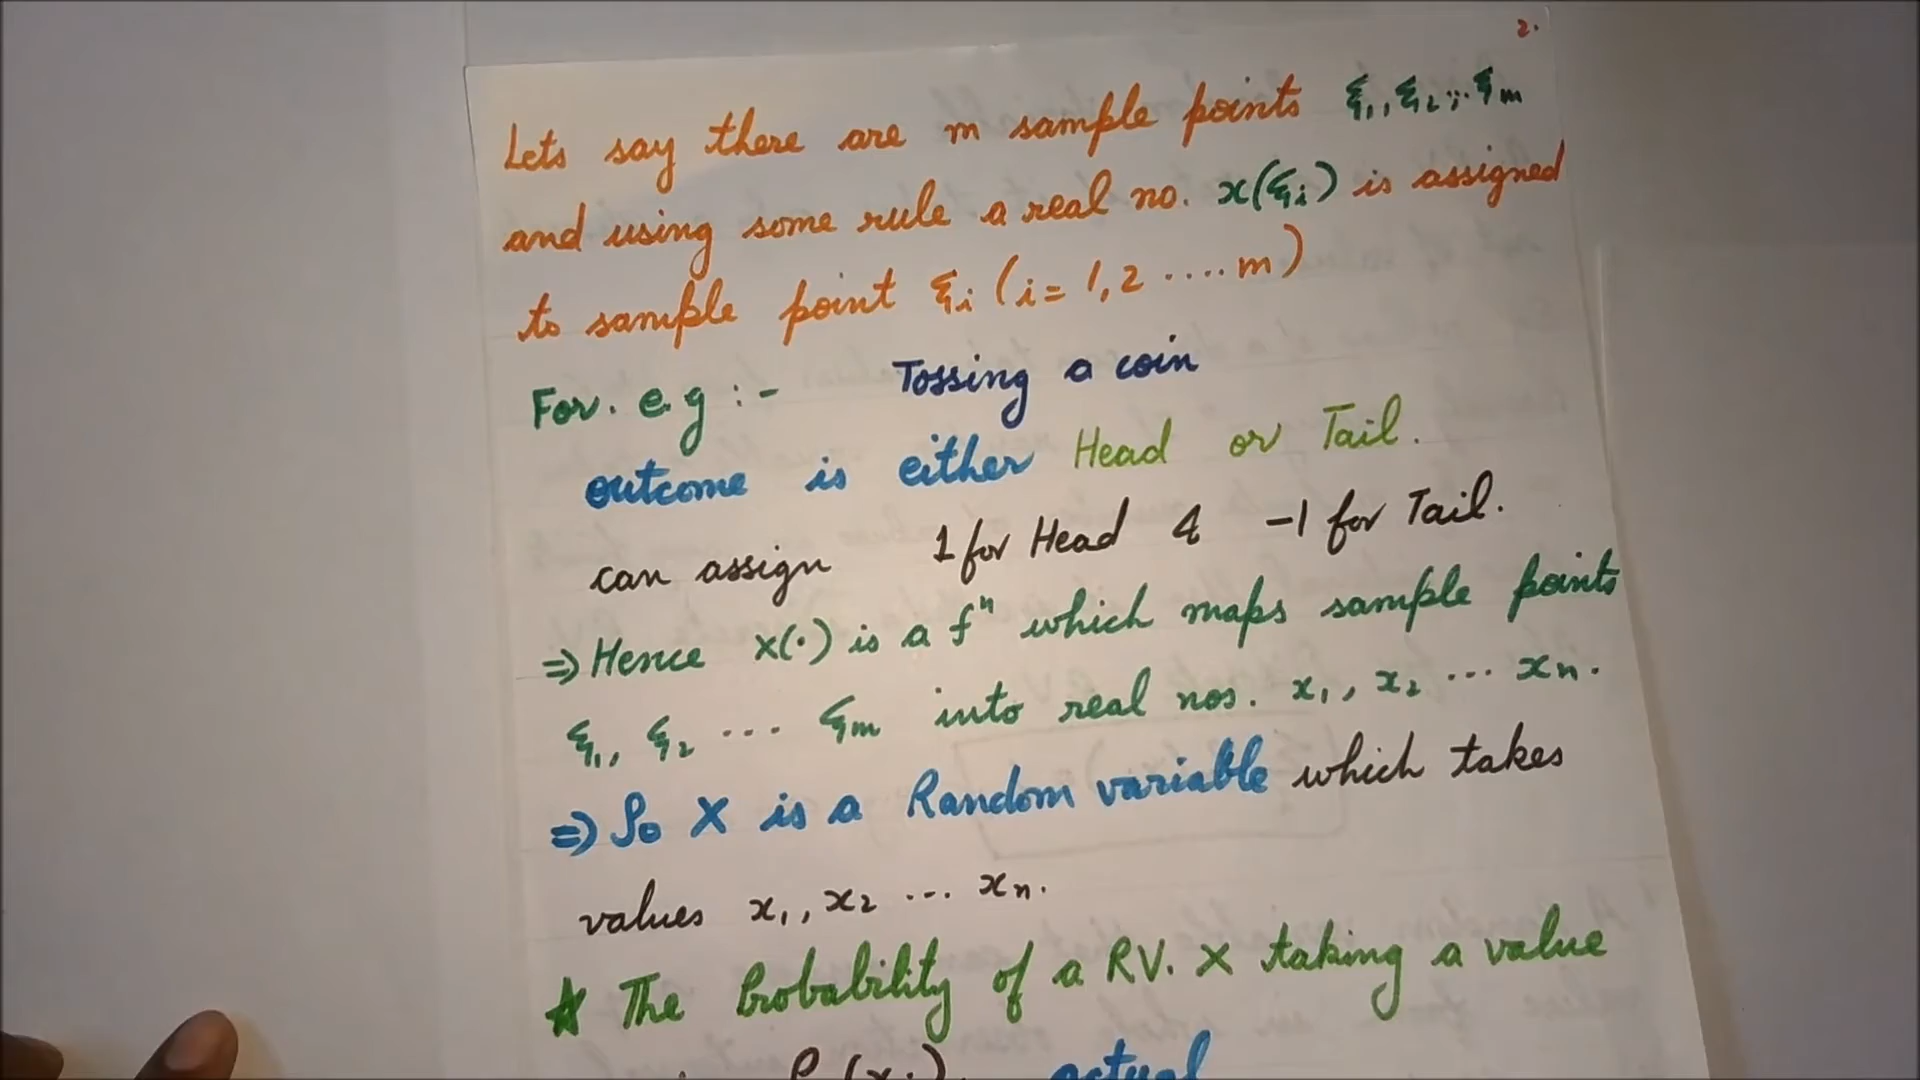 2.
Lets say there are m sample points ξ₁, ξ₂, .. ξm
and using some rule a real no. x(ξi) is assigned
to sample point ξi (i = 1, 2 .... m)
For. e.g :- Tossing a coin
outcome is either Head or Tail.
can assign 1 for Head & -1 for Tail.
⇒ Hence x(·) is a fⁿ which maps sample points
ξ₁, ξ₂ ... ξm into real nos. x₁, x₂ ... xn.
⇒ So X is a Random variable which takes
values x₁, x₂ ... xn.
★ The Probability of a RV. X taking a value
P(xi) actual